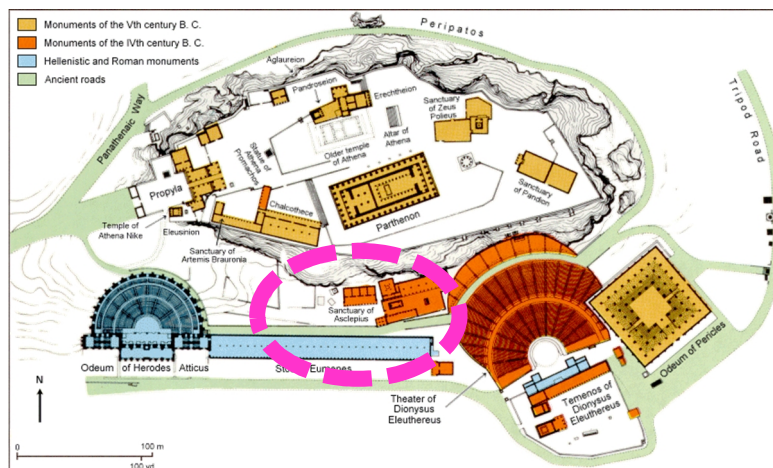 Monuments of the Vth century B. C.
Monuments of the IVth century B. C.
Hellenistic and Roman monuments
Ancient roads
Peripatos
Tripod Road
Panathenaic Way
Aglaureion
Pandroseion
Erechtheion
Sanctuary
of Zeus
Polieus
Statue of
Athena
Promachos
Older temple
of Athena
Altar of
Athena
Propyla
Sanctuary
of Pandion
Chalcothece
Parthenon
Temple of
Athena Nike
Eleusinion
Sanctuary of
Artemis Brauronia
Sanctuary of
Asclepius
Odeum of Herodes Atticus
Eumenes
Odeum of Pericles
Theater of
Dionysus
Eleuthereus
Temenos of
Dionysus
Eleuthereus
N
0 100 m
100 yd